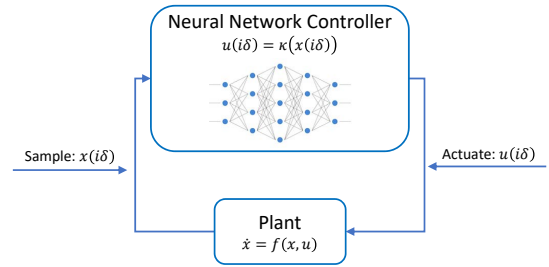 Neural Network Controller
u(iδ) = κ(x(iδ))
Sample: x(iδ)
Actuate: u(iδ)
Plant
ẋ = f(x, u)